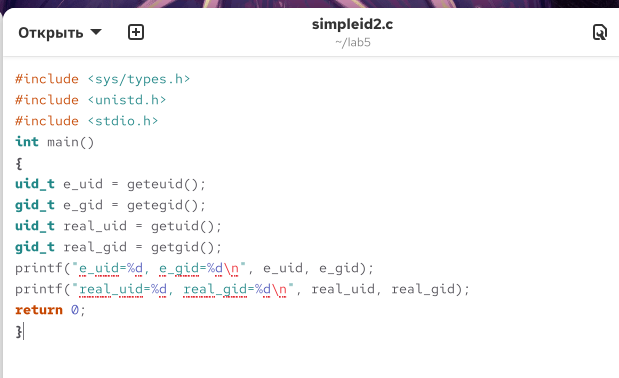 Открыть
simpleid2.c
~/lab5
#include <sys/types.h>
#include <unistd.h>
#include <stdio.h>
int main()
{
uid_t e_uid = geteuid();
gid_t e_gid = getegid();
uid_t real_uid = getuid();
gid_t real_gid = getgid();
printf("e_uid=%d, e_gid=%d\n", e_uid, e_gid);
printf("real_uid=%d, real_gid=%d\n", real_uid, real_gid);
return 0;
}